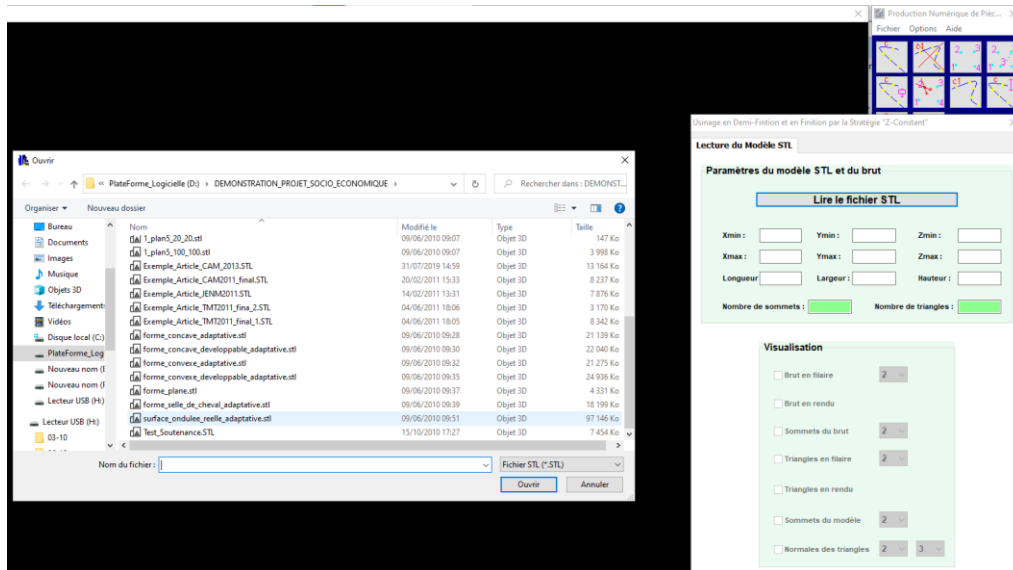 Production Numérique de Pièc...
Fichier Options Aide
Usinage en Demi-Fintion et en Finition par la Stratégie "Z-Constant"
Lecture du Modèle STL
Paramètres du modèle STL et du brut
Lire le fichier STL
Xmin : Ymin : Zmin :
Xmax : Ymax : Zmax :
Longueur Largeur : Hauteur :
Nombre de sommets : Nombre de triangles :
Visualisation
Brut en filaire 2
Brut en rendu
Sommets du brut 2
Triangles en filaire 2
Triangles en rendu
Sommets du modèle 2
Normales des triangles 2 3
Ouvrir
« PlateForme_Logicielle (D:) › DEMONSTRATION_PROJET_SOCIO_ECONOMIQUE ›
Rechercher dans : DEMONST...
Organiser Nouveau dossier
Nom Modifié le Type Taille
1_plan5_20_20.stl 09/06/2010 09:07 Objet 3D 147 Ko
1_plan5_100_100.stl 09/06/2010 09:07 Objet 3D 3 998 Ko
Exemple_Article_CAM_2013.STL 31/07/2019 14:59 Objet 3D 13 164 Ko
Exemple_Article_CAM2011_final.STL 20/02/2011 15:33 Objet 3D 8 237 Ko
Exemple_Article_JENM2011.STL 14/02/2011 13:31 Objet 3D 7 876 Ko
Exemple_Article_TMT2011_fina_2.STL 04/06/2011 18:06 Objet 3D 3 170 Ko
Exemple_Article_TMT2011_final_1.STL 04/06/2011 18:05 Objet 3D 8 342 Ko
forme_concave_adaptative.stl 09/06/2010 09:28 Objet 3D 21 139 Ko
forme_concave_developpable_adaptative.stl 09/06/2010 09:30 Objet 3D 22 040 Ko
forme_convexe_adaptative.stl 09/06/2010 09:32 Objet 3D 21 275 Ko
forme_convexe_developpable_adaptative.stl 09/06/2010 09:35 Objet 3D 24 936 Ko
forme_plane.stl 09/06/2010 09:37 Objet 3D 4 331 Ko
forme_selle_de_cheval_adaptative.stl 09/06/2010 09:39 Objet 3D 18 199 Ko
surface_ondulee_reelle_adaptative.stl 09/06/2010 09:51 Objet 3D 97 146 Ko
Test_Soutenance.STL 15/10/2010 17:27 Objet 3D 7 454 Ko
Bureau
Documents
Images
Musique
Objets 3D
Téléchargement
Vidéos
Disque local (C:)
PlateForme_Log
Nouveau nom (E
Nouveau nom (F
Lecteur USB (H:)
Lecteur USB (H:)
03-10
Nom du fichier : Fichier STL (*.STL)
Ouvrir Annuler